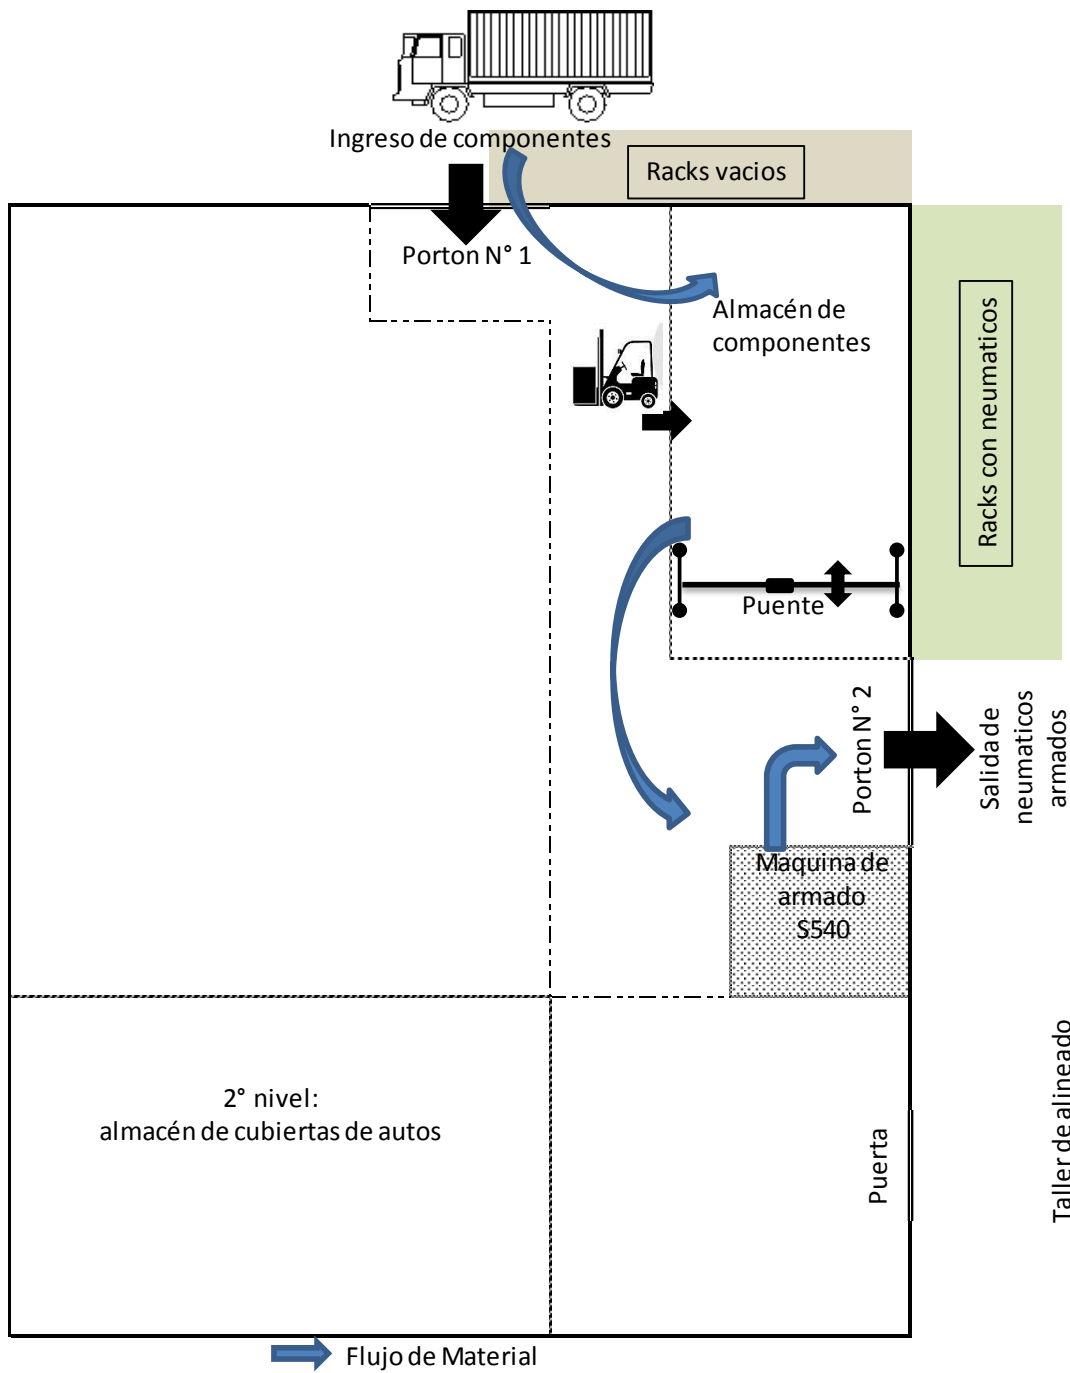 Ingreso de componentes
Racks vacios
Porton N° 1
Almacén de
componentes
Racks con neumaticos
Puente
Porton N° 2
Salida de
neumaticos
armados
Maquina de
armado
S540
Taller de alineado
2° nivel:
almacén de cubiertas de autos
Puerta
Flujo de Material